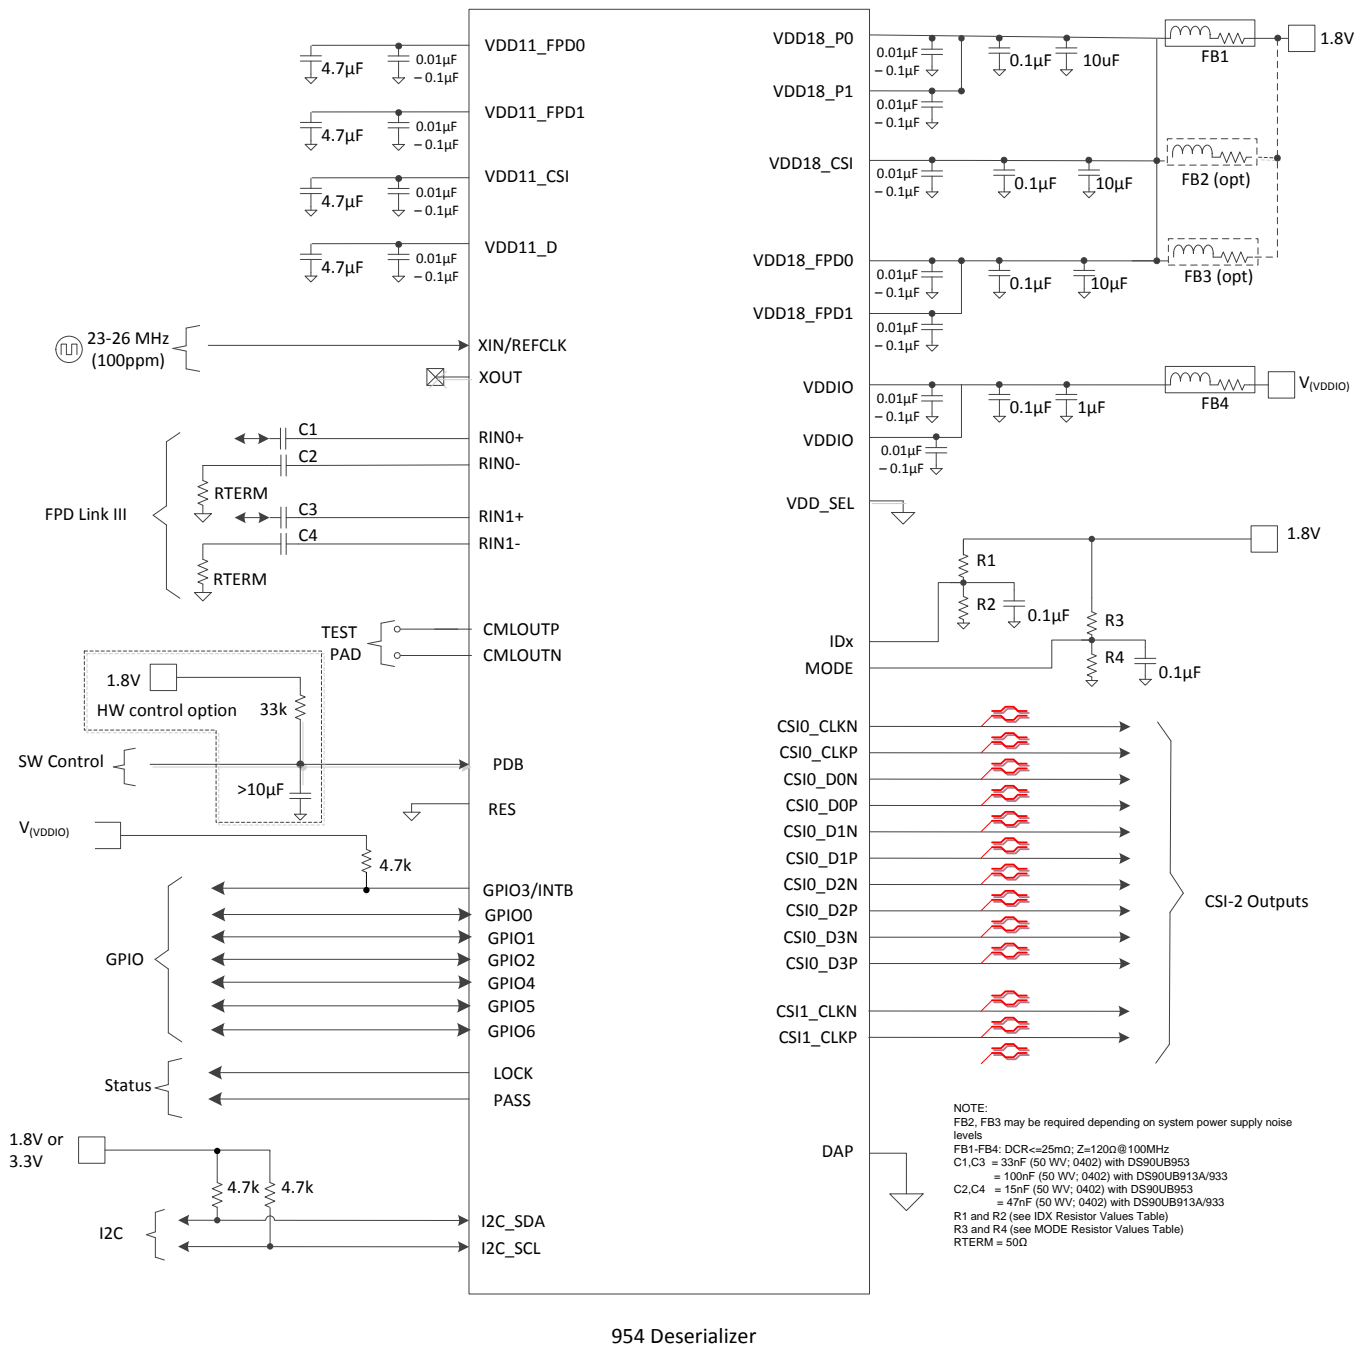 VDD11_FPD0
4.7µF
0.01µF
– 0.1µF
VDD11_FPD1
4.7µF
0.01µF
– 0.1µF
VDD11_CSI
4.7µF
0.01µF
– 0.1µF
VDD11_D
4.7µF
0.01µF
– 0.1µF
23-26 MHz
(100ppm)
XIN/REFCLK
XOUT
FPD Link III
C1
RIN0+
C2
RIN0-
RTERM
C3
RIN1+
C4
RIN1-
RTERM
TEST
PAD
CMLOUTP
CMLOUTN
1.8V
HW control option
33k
SW Control
PDB
>10µF
RES
V(VDDIO)
4.7k
GPIO
GPIO3/INTB
GPIO0
GPIO1
GPIO2
GPIO4
GPIO5
GPIO6
Status
LOCK
PASS
1.8V or
3.3V
4.7k
4.7k
I2C
I2C_SDA
I2C_SCL
VDD18_P0
0.01µF
– 0.1µF
0.1µF
10uF
FB1
1.8V
VDD18_P1
0.01µF
– 0.1µF
VDD18_CSI
0.01µF
– 0.1µF
0.1µF
10µF
FB2 (opt)
VDD18_FPD0
0.01µF
– 0.1µF
0.1µF
10µF
FB3 (opt)
VDD18_FPD1
0.01µF
– 0.1µF
VDDIO
0.01µF
– 0.1µF
0.1µF
1µF
FB4
V(VDDIO)
VDDIO
0.01µF
– 0.1µF
VDD_SEL
1.8V
R1
R2
0.1µF
R3
R4
0.1µF
IDx
MODE
CSI0_CLKN
CSI0_CLKP
CSI0_D0N
CSI0_D0P
CSI0_D1N
CSI0_D1P
CSI0_D2N
CSI0_D2P
CSI0_D3N
CSI0_D3P
CSI1_CLKN
CSI1_CLKP
CSI-2 Outputs
DAP
NOTE:
FB2, FB3 may be required depending on system power supply noise
levels
FB1-FB4: DCR<=25mΩ; Z=120Ω@100MHz
C1,C3 = 33nF (50 WV; 0402) with DS90UB953
= 100nF (50 WV; 0402) with DS90UB913A/933
C2,C4 = 15nF (50 WV; 0402) with DS90UB953
= 47nF (50 WV; 0402) with DS90UB913A/933
R1 and R2 (see IDX Resistor Values Table)
R3 and R4 (see MODE Resistor Values Table)
RTERM = 50Ω
954 Deserializer